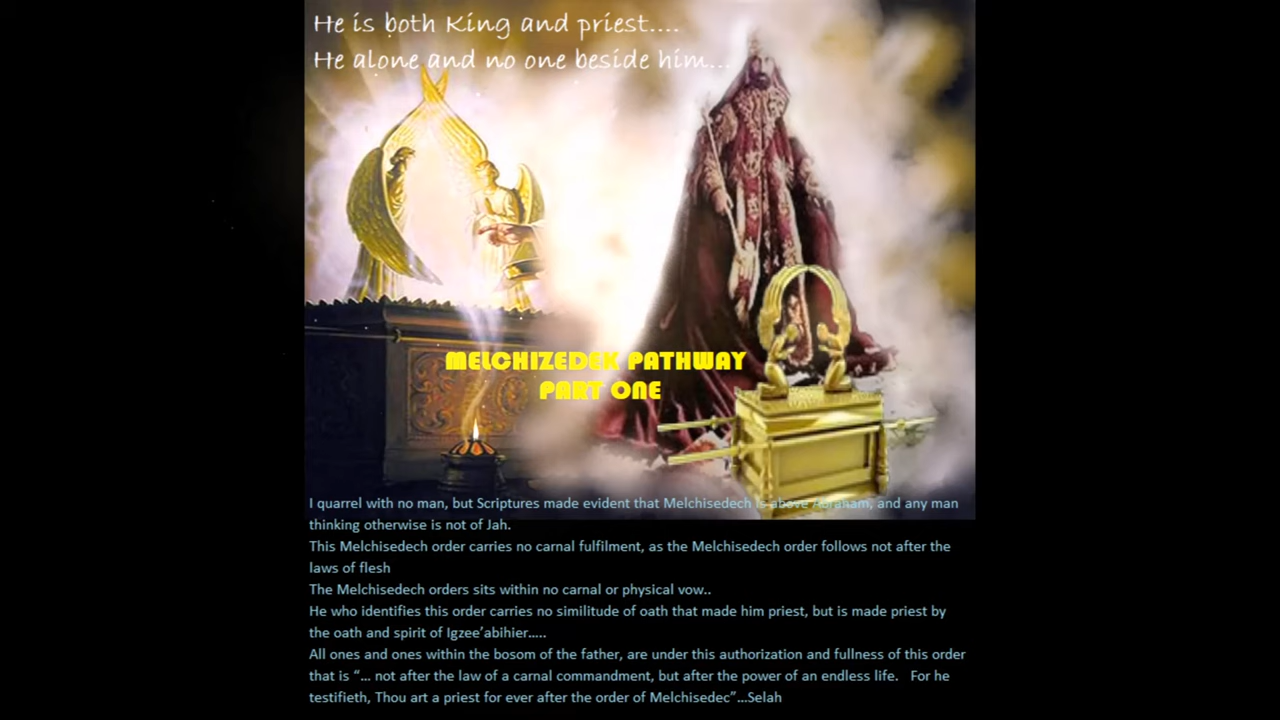 He is both King and priest....
He alone and no one beside him...
MELCHIZEDEK PATHWAY
PART ONE
I quarrel with no man, but Scriptures made evident that Melchisedech is above Abraham, and any man
thinking otherwise is not of Jah.
This Melchisedech order carries no carnal fulfilment, as the Melchisedech order follows not after the
laws of flesh
The Melchisedech orders sits within no carnal or physical vow..
He who identifies this order carries no similitude of oath that made him priest, but is made priest by
the oath and spirit of Igzee’abihier.....
All ones and ones within the bosom of the father, are under this authorization and fullness of this order
that is “... not after the law of a carnal commandment, but after the power of an endless life.   For he
testifieth, Thou art a priest for ever after the order of Melchisedec”...Selah